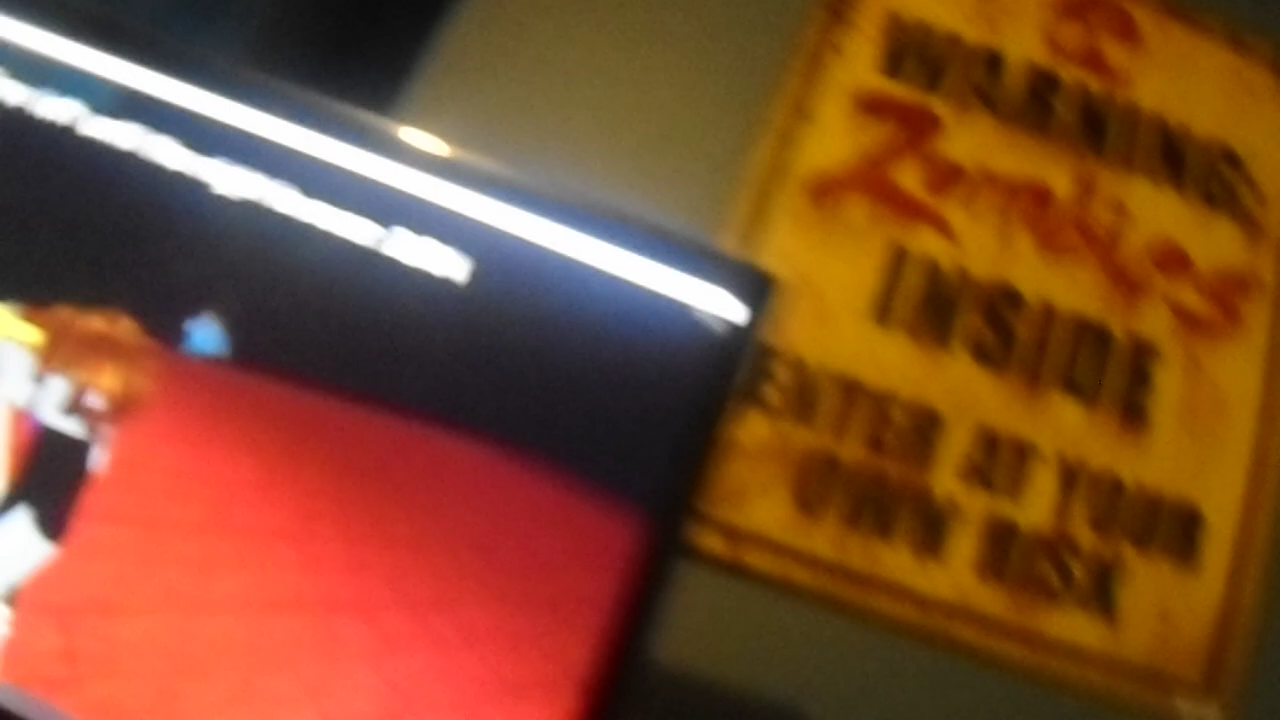 WARNING
Zombies
INSIDE
ENTER AT YOUR
OWN RISK